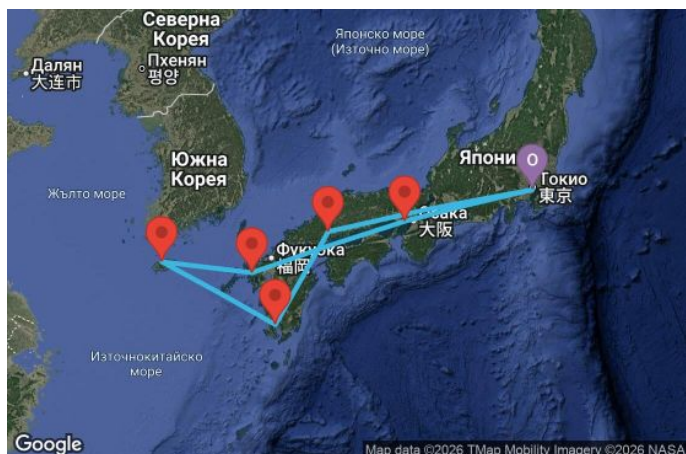 Северна
Корея
Японско море
(Източно море)
Далян
大连市
Пхенян
평양
Южна
Корея
Япони
O
Токио
東京
Жълто море
Osaka
大阪
Фукуока
福岡
Източнокитайско
море
Google
Map data ©2026 TMap Mobility Imagery ©2026 NASA